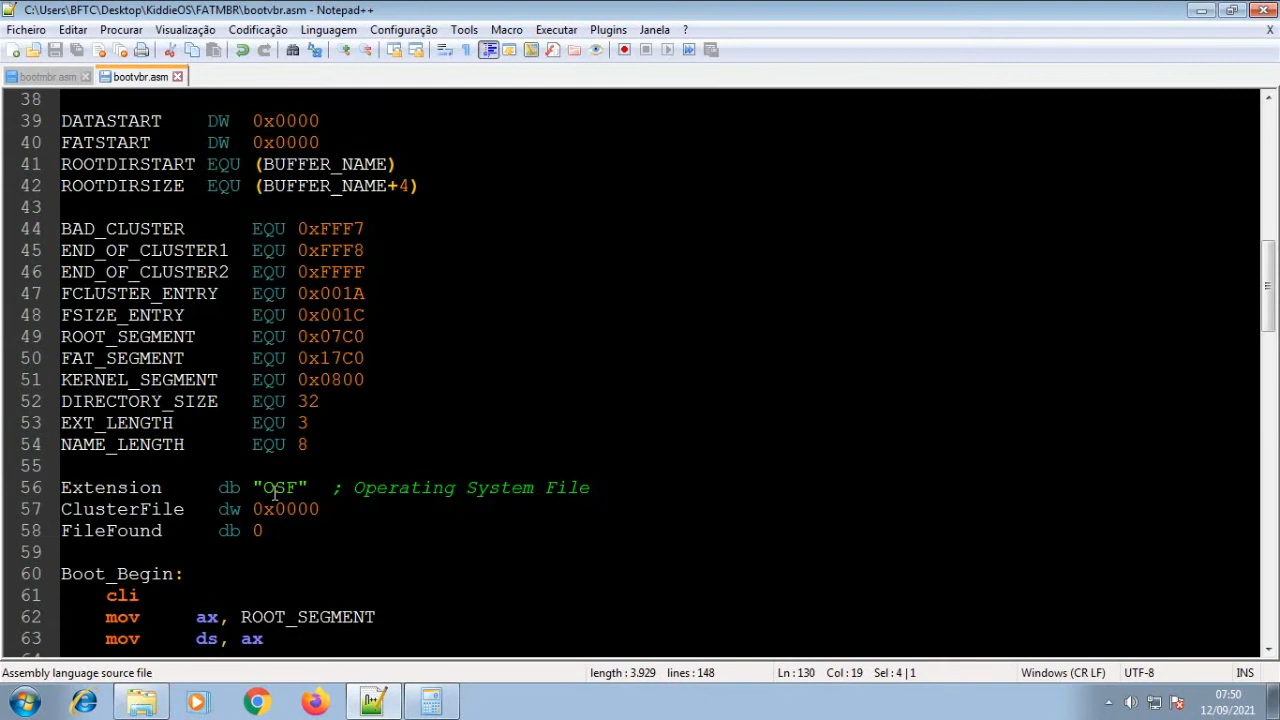 C:\Users\BFTC\Desktop\KiddieOS\FATMBR\bootvbr.asm - Notepad++
Ficheiro Editar Procurar Visualização Codificação Linguagem Configuração Tools Macro Executar Plugins Janela ? X
bootmbr.asm bootvbr.asm
38
39 DATASTART DW 0x0000
40 FATSTART DW 0x0000
41 ROOTDIRSTART EQU (BUFFER_NAME)
42 ROOTDIRSIZE EQU (BUFFER_NAME+4)
43
44 BAD_CLUSTER EQU 0xFFF7
45 END_OF_CLUSTER1 EQU 0xFFF8
46 END_OF_CLUSTER2 EQU 0xFFFF
47 FCLUSTER_ENTRY EQU 0x001A
48 FSIZE_ENTRY EQU 0x001C
49 ROOT_SEGMENT EQU 0x07C0
50 FAT_SEGMENT EQU 0x17C0
51 KERNEL_SEGMENT EQU 0x0800
52 DIRECTORY_SIZE EQU 32
53 EXT_LENGTH EQU 3
54 NAME_LENGTH EQU 8
55
56 Extension db "OSF" ; Operating System File
57 ClusterFile dw 0x0000
58 FileFound db 0
59
60 Boot_Begin:
61 cli
62 mov ax, ROOT_SEGMENT
63 mov ds, ax
Assembly language source file length : 3.929 lines : 148 Ln : 130 Col : 19 Sel : 4 | 1 Windows (CR LF) UTF-8 INS
07:50
12/09/2021